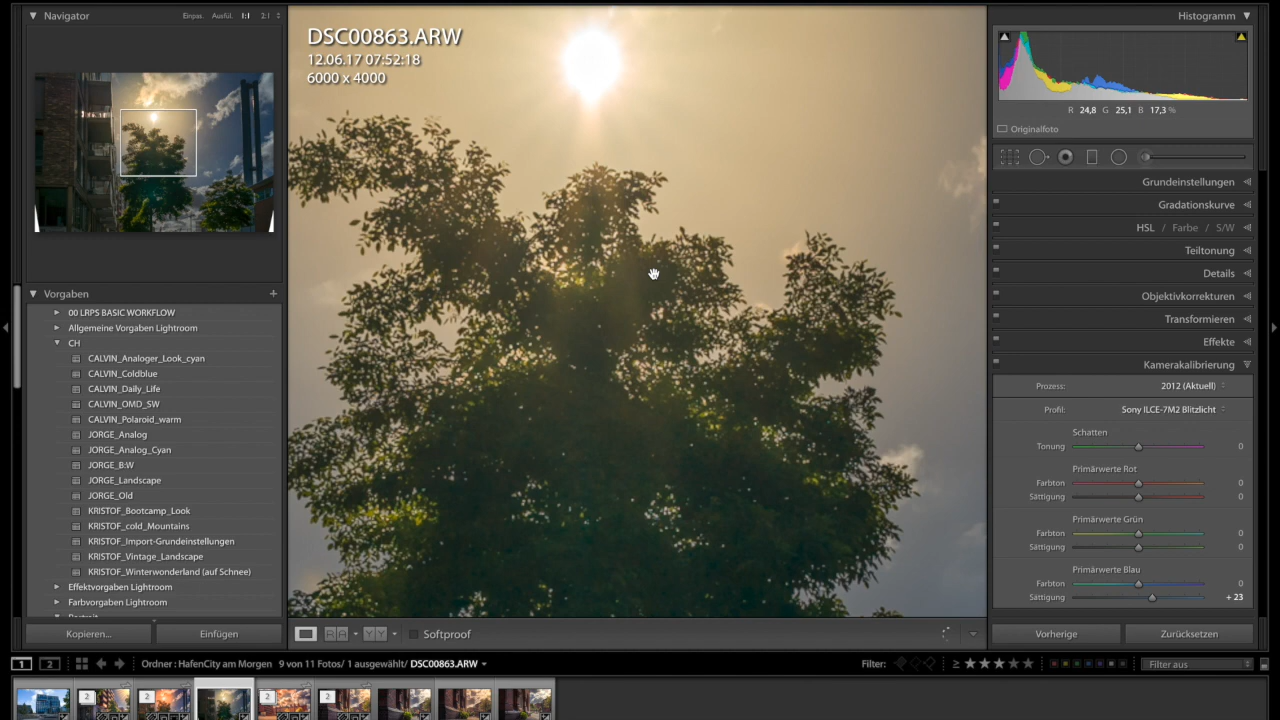 Navigator
Einpas. Ausfül. 1:1 2:1
DSC00863.ARW
12.06.17 07:52:18
6000 x 4000
Vorgaben +
00 LRPS BASIC WORKFLOW
Allgemeine Vorgaben Lightroom
CH
CALVIN_Analoger_Look_cyan
CALVIN_Coldblue
CALVIN_Daily_Life
CALVIN_OMD_SW
CALVIN_Polaroid_warm
JORGE_Analog
JORGE_Analog_Cyan
JORGE_B:W
JORGE_Landscape
JORGE_Old
KRISTOF_Bootcamp_Look
KRISTOF_cold_Mountains
KRISTOF_Import-Grundeinstellungen
KRISTOF_Vintage_Landscape
KRISTOF_Winterwonderland (auf Schnee)
Effektvorgaben Lightroom
Farbvorgaben Lightroom
Kopieren... Einfügen
RA YY Softproof
Histogramm
R 24,8 G 25,1 B 17,3 %
Originalfoto
Grundeinstellungen
Gradationskurve
HSL / Farbe / S/W
Teiltonung
Details
Objektivkorrekturen
Transformieren
Effekte
Kamerakalibrierung
Prozess: 2012 (Aktuell)
Profil: Sony ILCE-7M2 Blitzlicht
Schatten
Tonung 0
Primärwerte Rot
Farbton 0
Sättigung 0
Primärwerte Grün
Farbton 0
Sättigung 0
Primärwerte Blau
Farbton 0
Sättigung + 23
Vorherige Zurücksetzen
1 2 Ordner : HafenCity am Morgen 9 von 11 Fotos/ 1 ausgewählt/ DSC00863.ARW Filter: ≥ ★★★★★ Filter aus
2 2 2 2